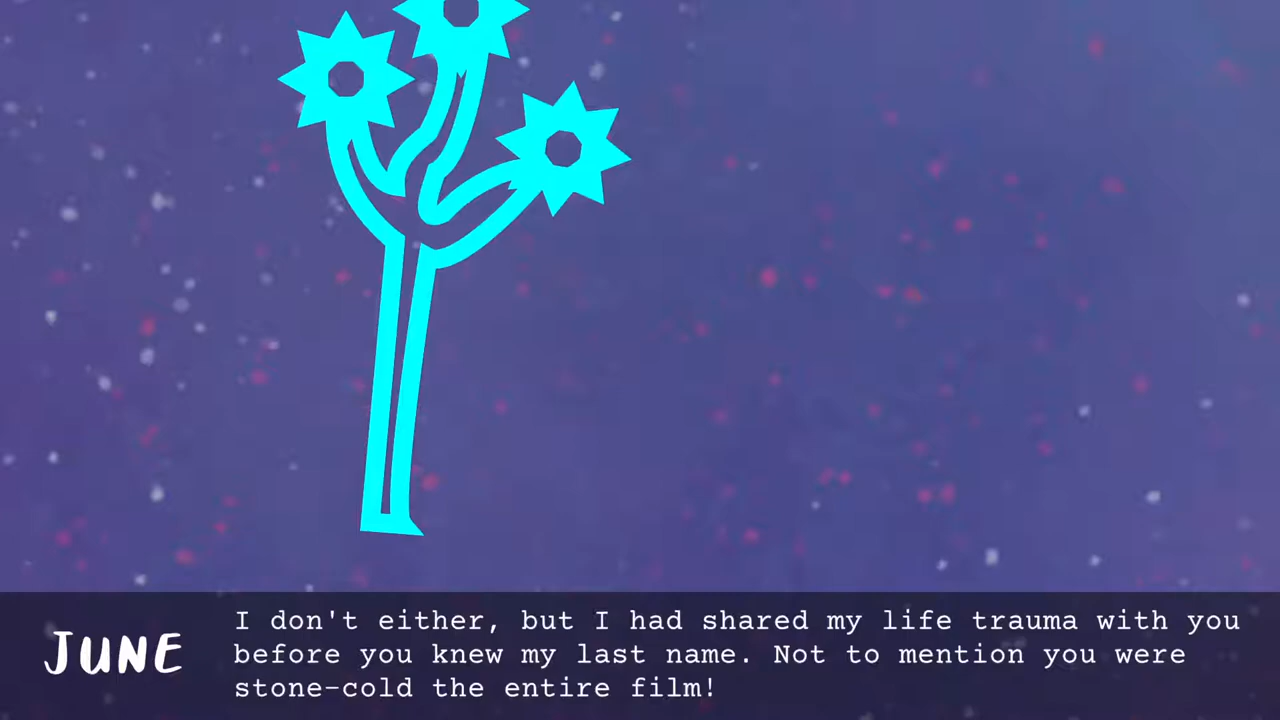 JUNE
I don't either, but I had shared my life trauma with you
before you knew my last name. Not to mention you were
stone-cold the entire film!